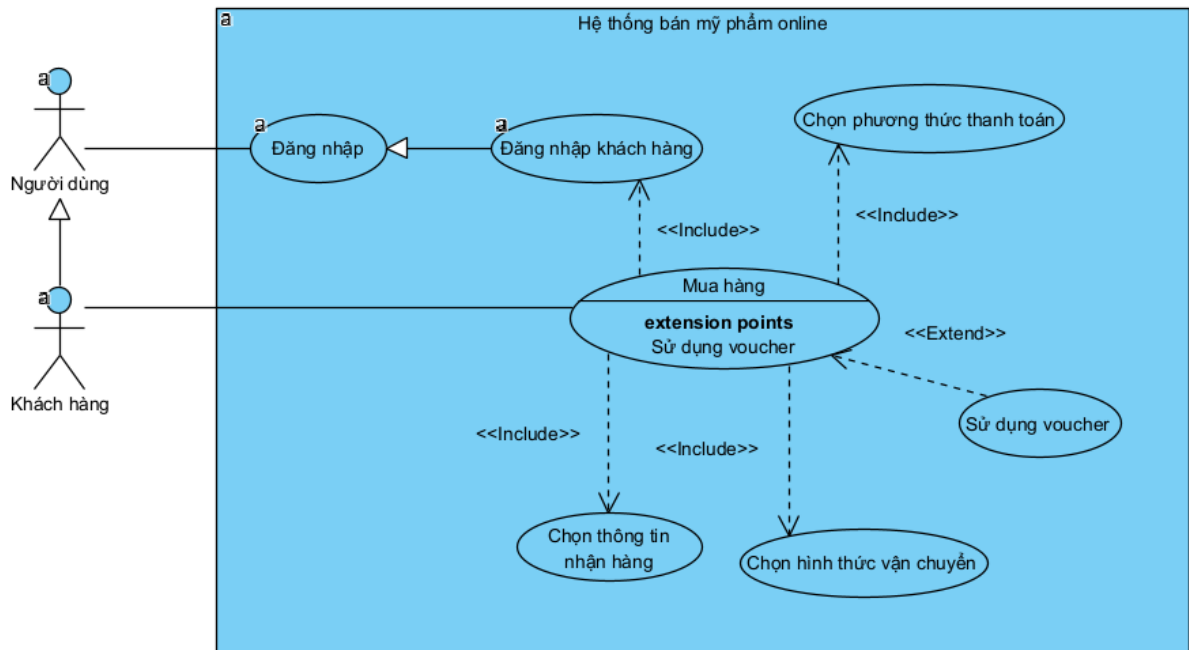 a
Hệ thống bán mỹ phẩm online
a
Người dùng
a
Đăng nhập
a
Đăng nhập khách hàng
Chọn phương thức thanh toán
<<Include>>
<<Include>>
a
Khách hàng
Mua hàng
extension points
Sử dụng voucher
<<Extend>>
Sử dụng voucher
<<Include>>
<<Include>>
Chọn thông tin
nhận hàng
Chọn hình thức vận chuyển